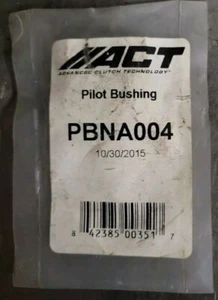 ACT
ADVANCED CLUTCH TECHNOLOGY
Pilot Bushing
PBNA004
10/30/2015
8 42385 00351 7